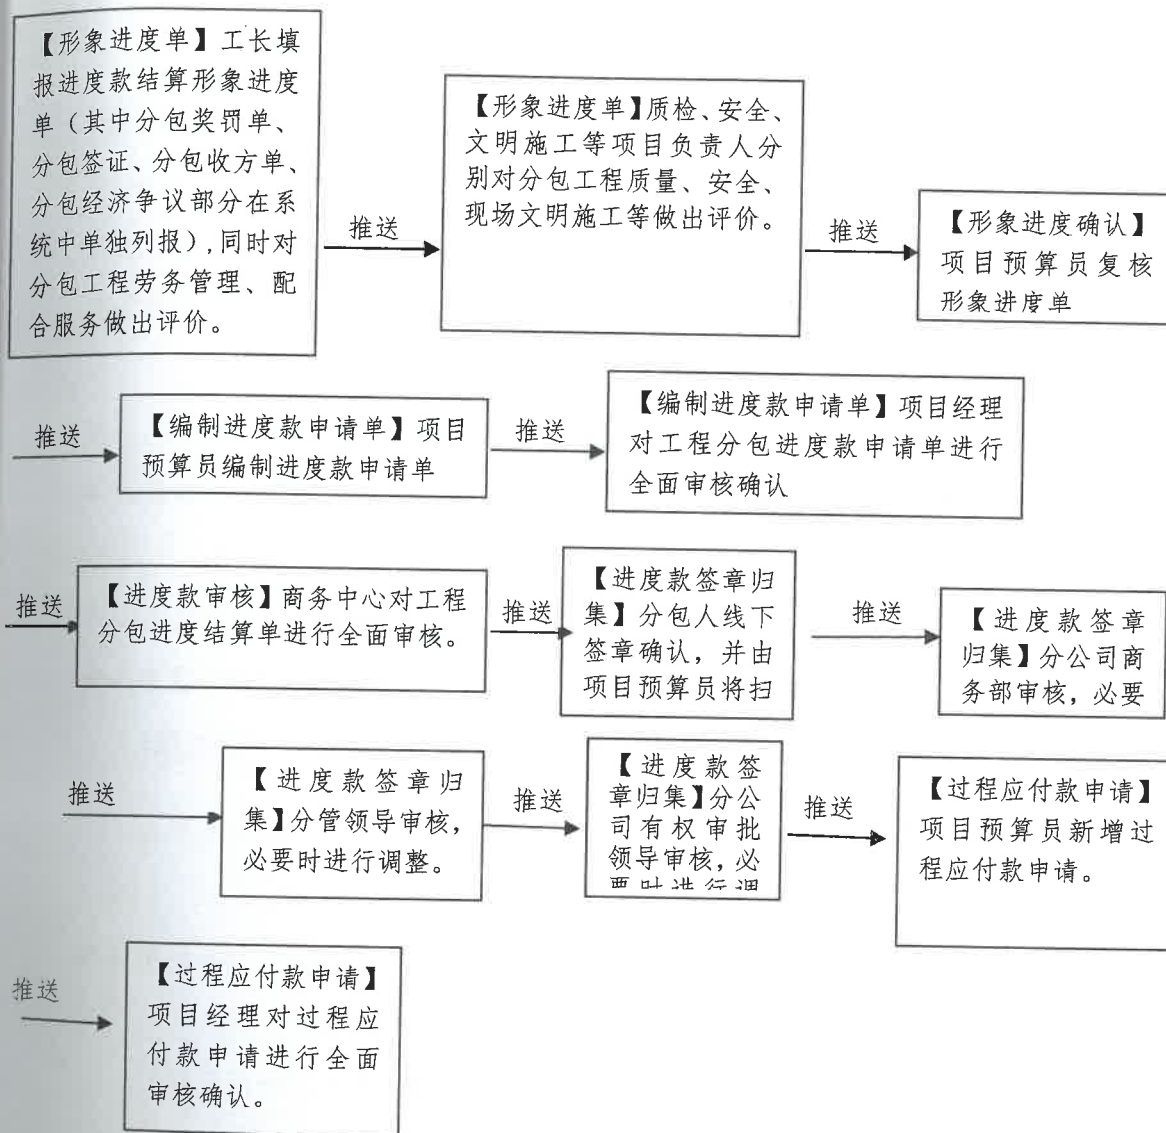 【形象进度单】工长填
报进度款结算形象进度
单（其中分包奖罚单、
分包签证、分包收方单、
分包经济争议部分在系
统中单独列报），同时对
分包工程劳务管理、配
合服务做出评价。
推送
【形象进度单】质检、安全、
文明施工等项目负责人分
别对分包工程质量、安全、
现场文明施工等做出评价。
推送
【形象进度确认】
项目预算员复核
形象进度单
推送
【编制进度款申请单】项目
预算员编制进度款申请单
推送
【编制进度款申请单】项目经理
对工程分包进度款申请单进行
全面审核确认
推送
【进度款审核】商务中心对工程
分包进度结算单进行全面审核。
推送
【进度款签章归
集】分包人线下
签章确认，并由
项目预算员将扫
推送
【进度款签章
归集】分公司商
务部审核，必要
推送
【进度款签章归
集】分管领导审核，
必要时进行调整。
推送
【进度款签
章归集】分公
司有权审批
领导审核，必
要时进行调
推送
【过程应付款申请】
项目预算员新增过
程应付款申请。
推送
【过程应付款申请】
项目经理对过程应
付款申请进行全面
审核确认。